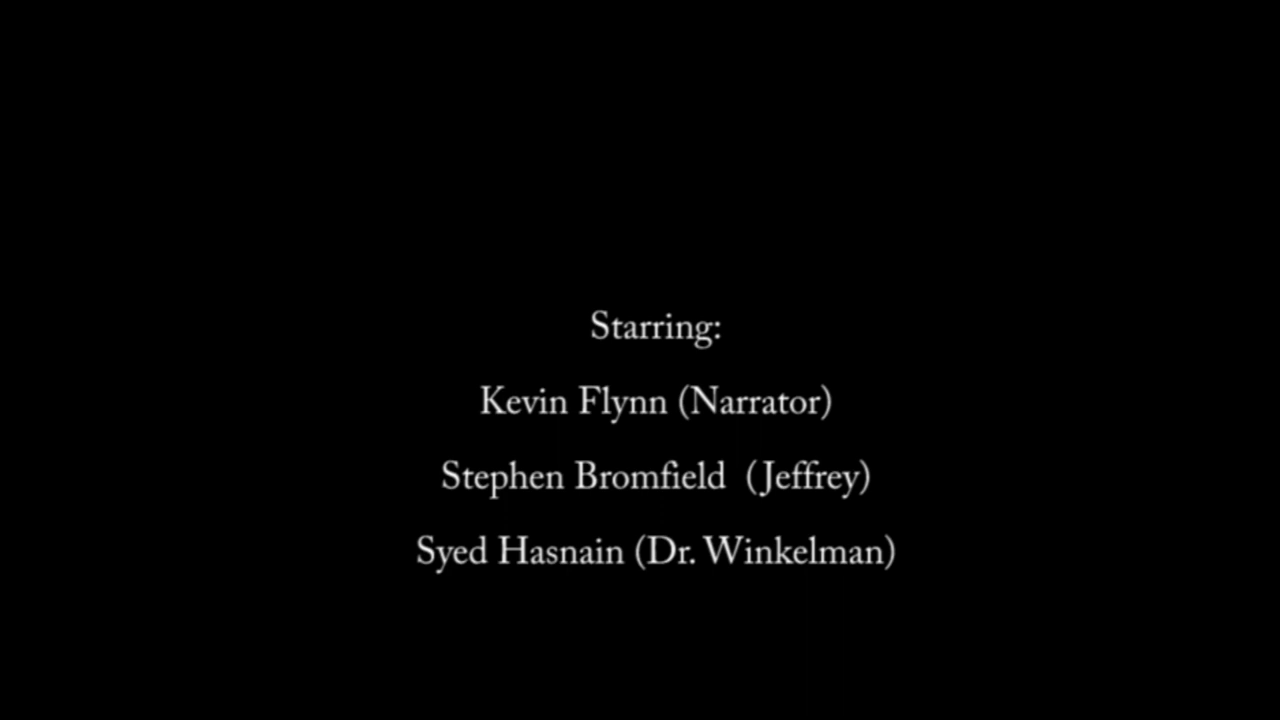 Starring:
Kevin Flynn (Narrator)
Stephen Bromfield (Jeffrey)
Syed Hasnain (Dr. Winkelman)